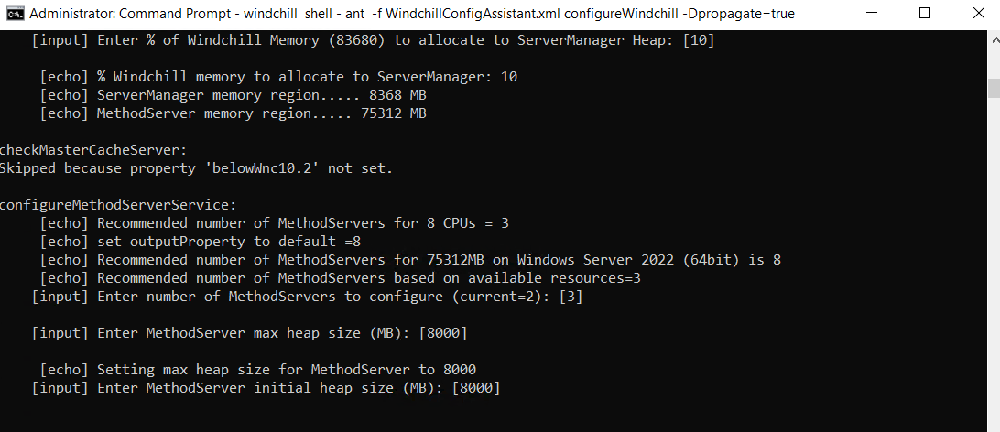 Administrator: Command Prompt - windchill  shell - ant  -f WindchillConfigAssistant.xml configureWindchill -Dpropagate=true
[input] Enter % of Windchill Memory (83680) to allocate to ServerManager Heap: [10]
[echo] % Windchill memory to allocate to ServerManager: 10
[echo] ServerManager memory region..... 8368 MB
[echo] MethodServer memory region..... 75312 MB
checkMasterCacheServer:
Skipped because property 'belowWnc10.2' not set.
configureMethodServerService:
[echo] Recommended number of MethodServers for 8 CPUs = 3
[echo] set outputProperty to default =8
[echo] Recommended number of MethodServers for 75312MB on Windows Server 2022 (64bit) is 8
[echo] Recommended number of MethodServers based on available resources=3
[input] Enter number of MethodServers to configure (current=2): [3]
[input] Enter MethodServer max heap size (MB): [8000]
[echo] Setting max heap size for MethodServer to 8000
[input] Enter MethodServer initial heap size (MB): [8000]